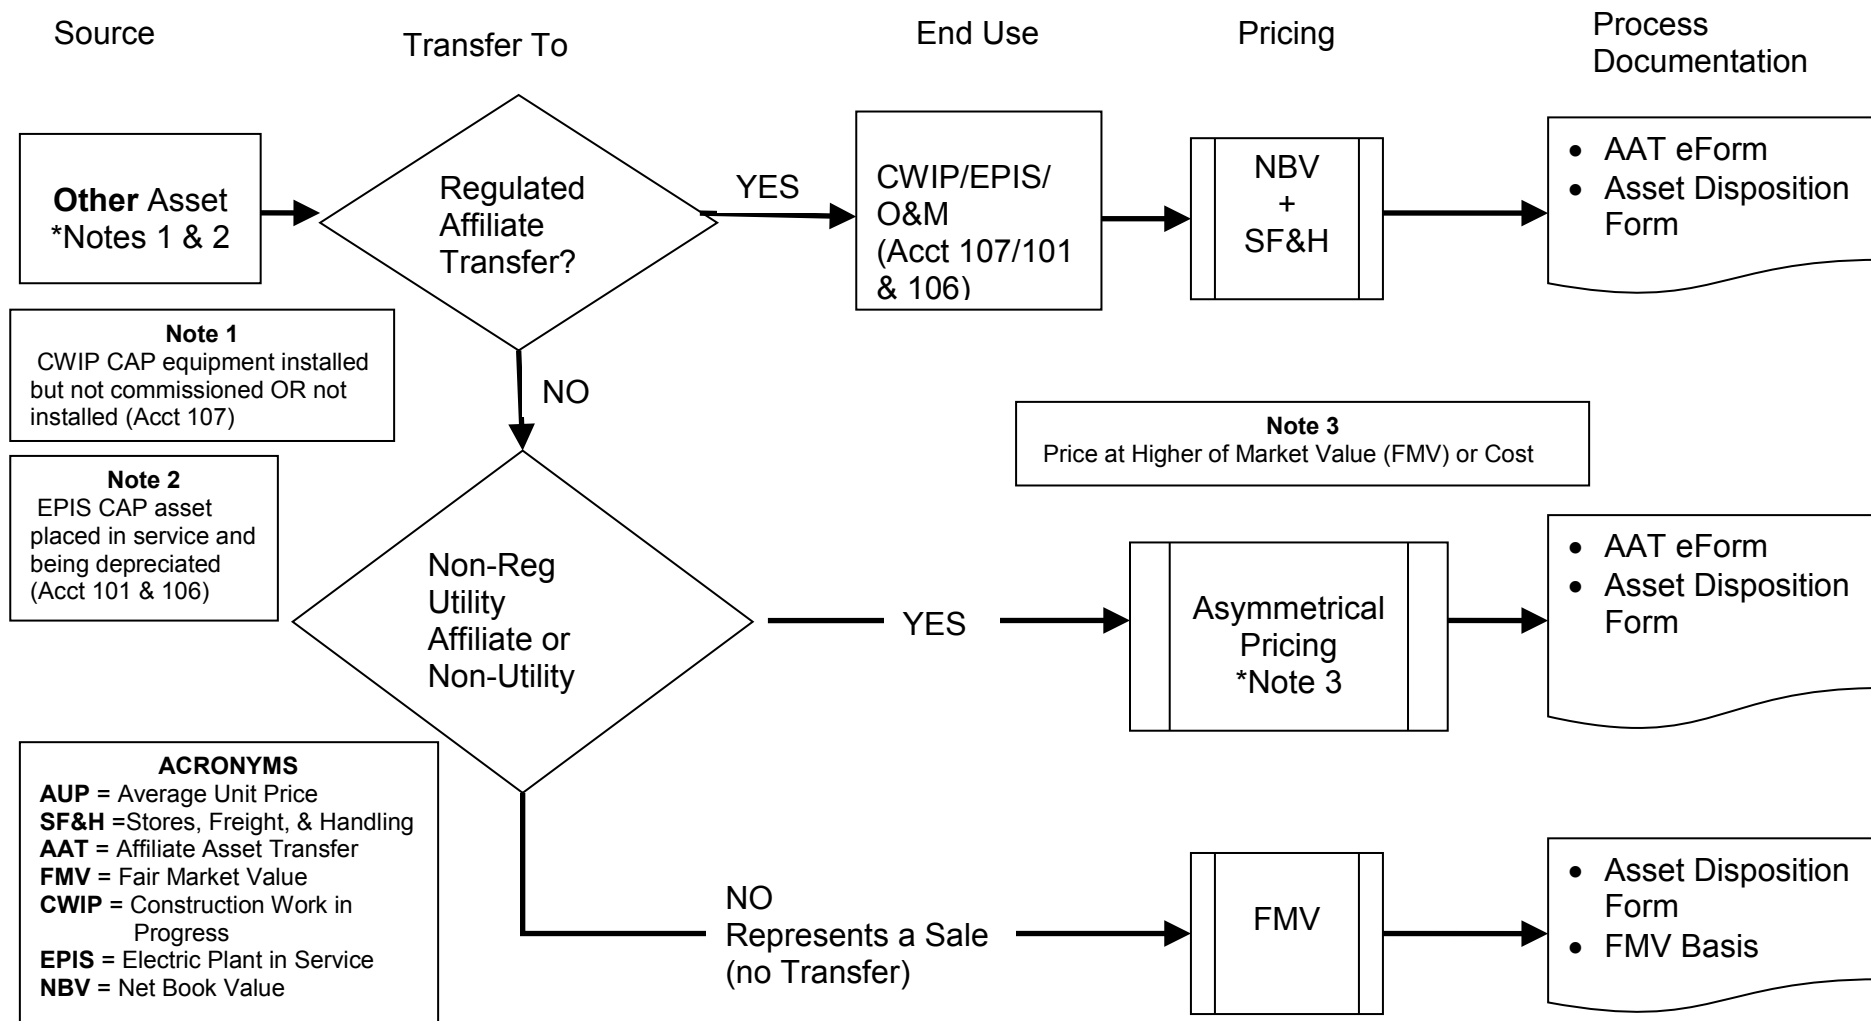 Source
Transfer To
End Use
Pricing
Process
Documentation
Other Asset
*Notes 1 & 2
Regulated
Affiliate
Transfer?
YES
CWIP/EPIS/
O&M
(Acct 107/101
& 106)
NBV
+
SF&H
• AAT eForm
• Asset Disposition
Form
Note 1
CWIP CAP equipment installed
but not commissioned OR not
installed (Acct 107)
NO
Note 3
Price at Higher of Market Value (FMV) or Cost
Note 2
EPIS CAP asset
placed in service and
being depreciated
(Acct 101 & 106)
Non-Reg
Utility
Affiliate or
Non-Utility
YES
Asymmetrical
Pricing
*Note 3
• AAT eForm
• Asset Disposition
Form
ACRONYMS
AUP = Average Unit Price
SF&H =Stores, Freight, & Handling
AAT = Affiliate Asset Transfer
FMV = Fair Market Value
CWIP = Construction Work in
Progress
EPIS = Electric Plant in Service
NBV = Net Book Value
NO
Represents a Sale
(no Transfer)
FMV
• Asset Disposition
Form
• FMV Basis